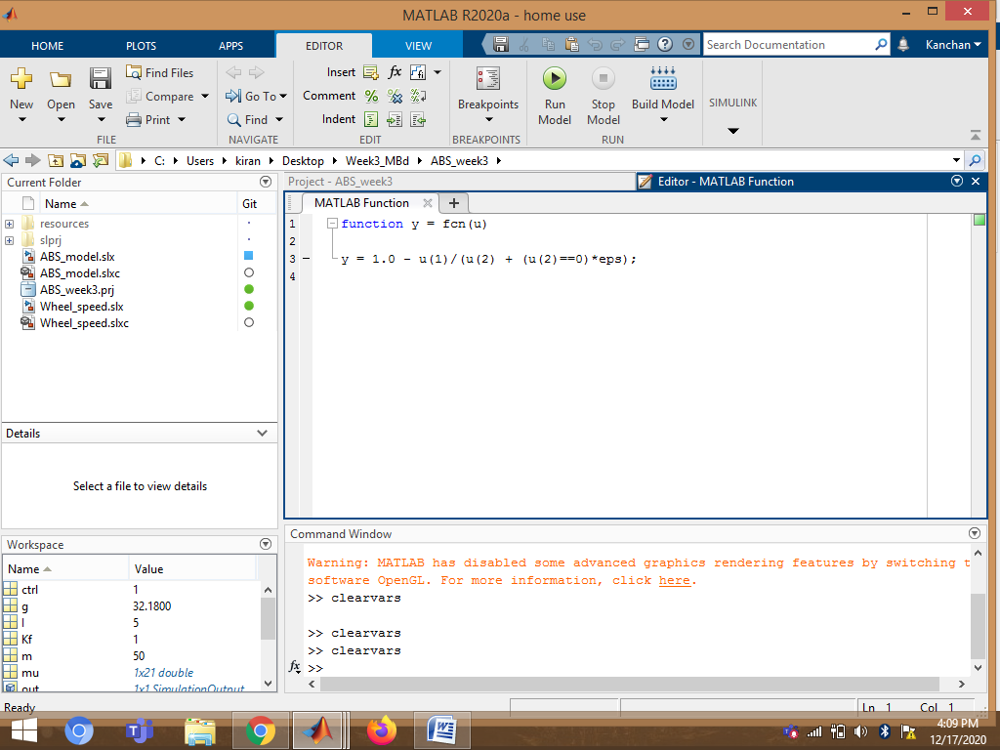 MATLAB R2020a - home use
HOME PLOTS APPS EDITOR VIEW Search Documentation Kanchan
New Open Save Find Files Compare Print
FILE
Go To Find
NAVIGATE
Insert fx
Comment
Indent
EDIT
Breakpoints
BREAKPOINTS
Run Model Stop Model Build Model
RUN
SIMULINK
C: Users kiran Desktop Week3_MBd ABS_week3
Current Folder
Name Git
resources
slprj
ABS_model.slx
ABS_model.slxc
ABS_week3.prj
Wheel_speed.slx
Wheel_speed.slxc
Details
Select a file to view details
Workspace
Name Value
ctrl 1
g 32.1800
I 5
Kf 1
m 50
mu 1x21 double
out 1x1 SimulationOutput
Project - ABS_week3 Editor - MATLAB Function
MATLAB Function
1 function y = fcn(u)
2
3 y = 1.0 - u(1)/(u(2) + (u(2)==0)*eps);
4
Command Window
Warning: MATLAB has disabled some advanced graphics rendering features by switching t
software OpenGL. For more information, click here.
>> clearvars
>> clearvars
>> clearvars
fx >>
Ready Ln 1 Col 1
4:09 PM
12/17/2020